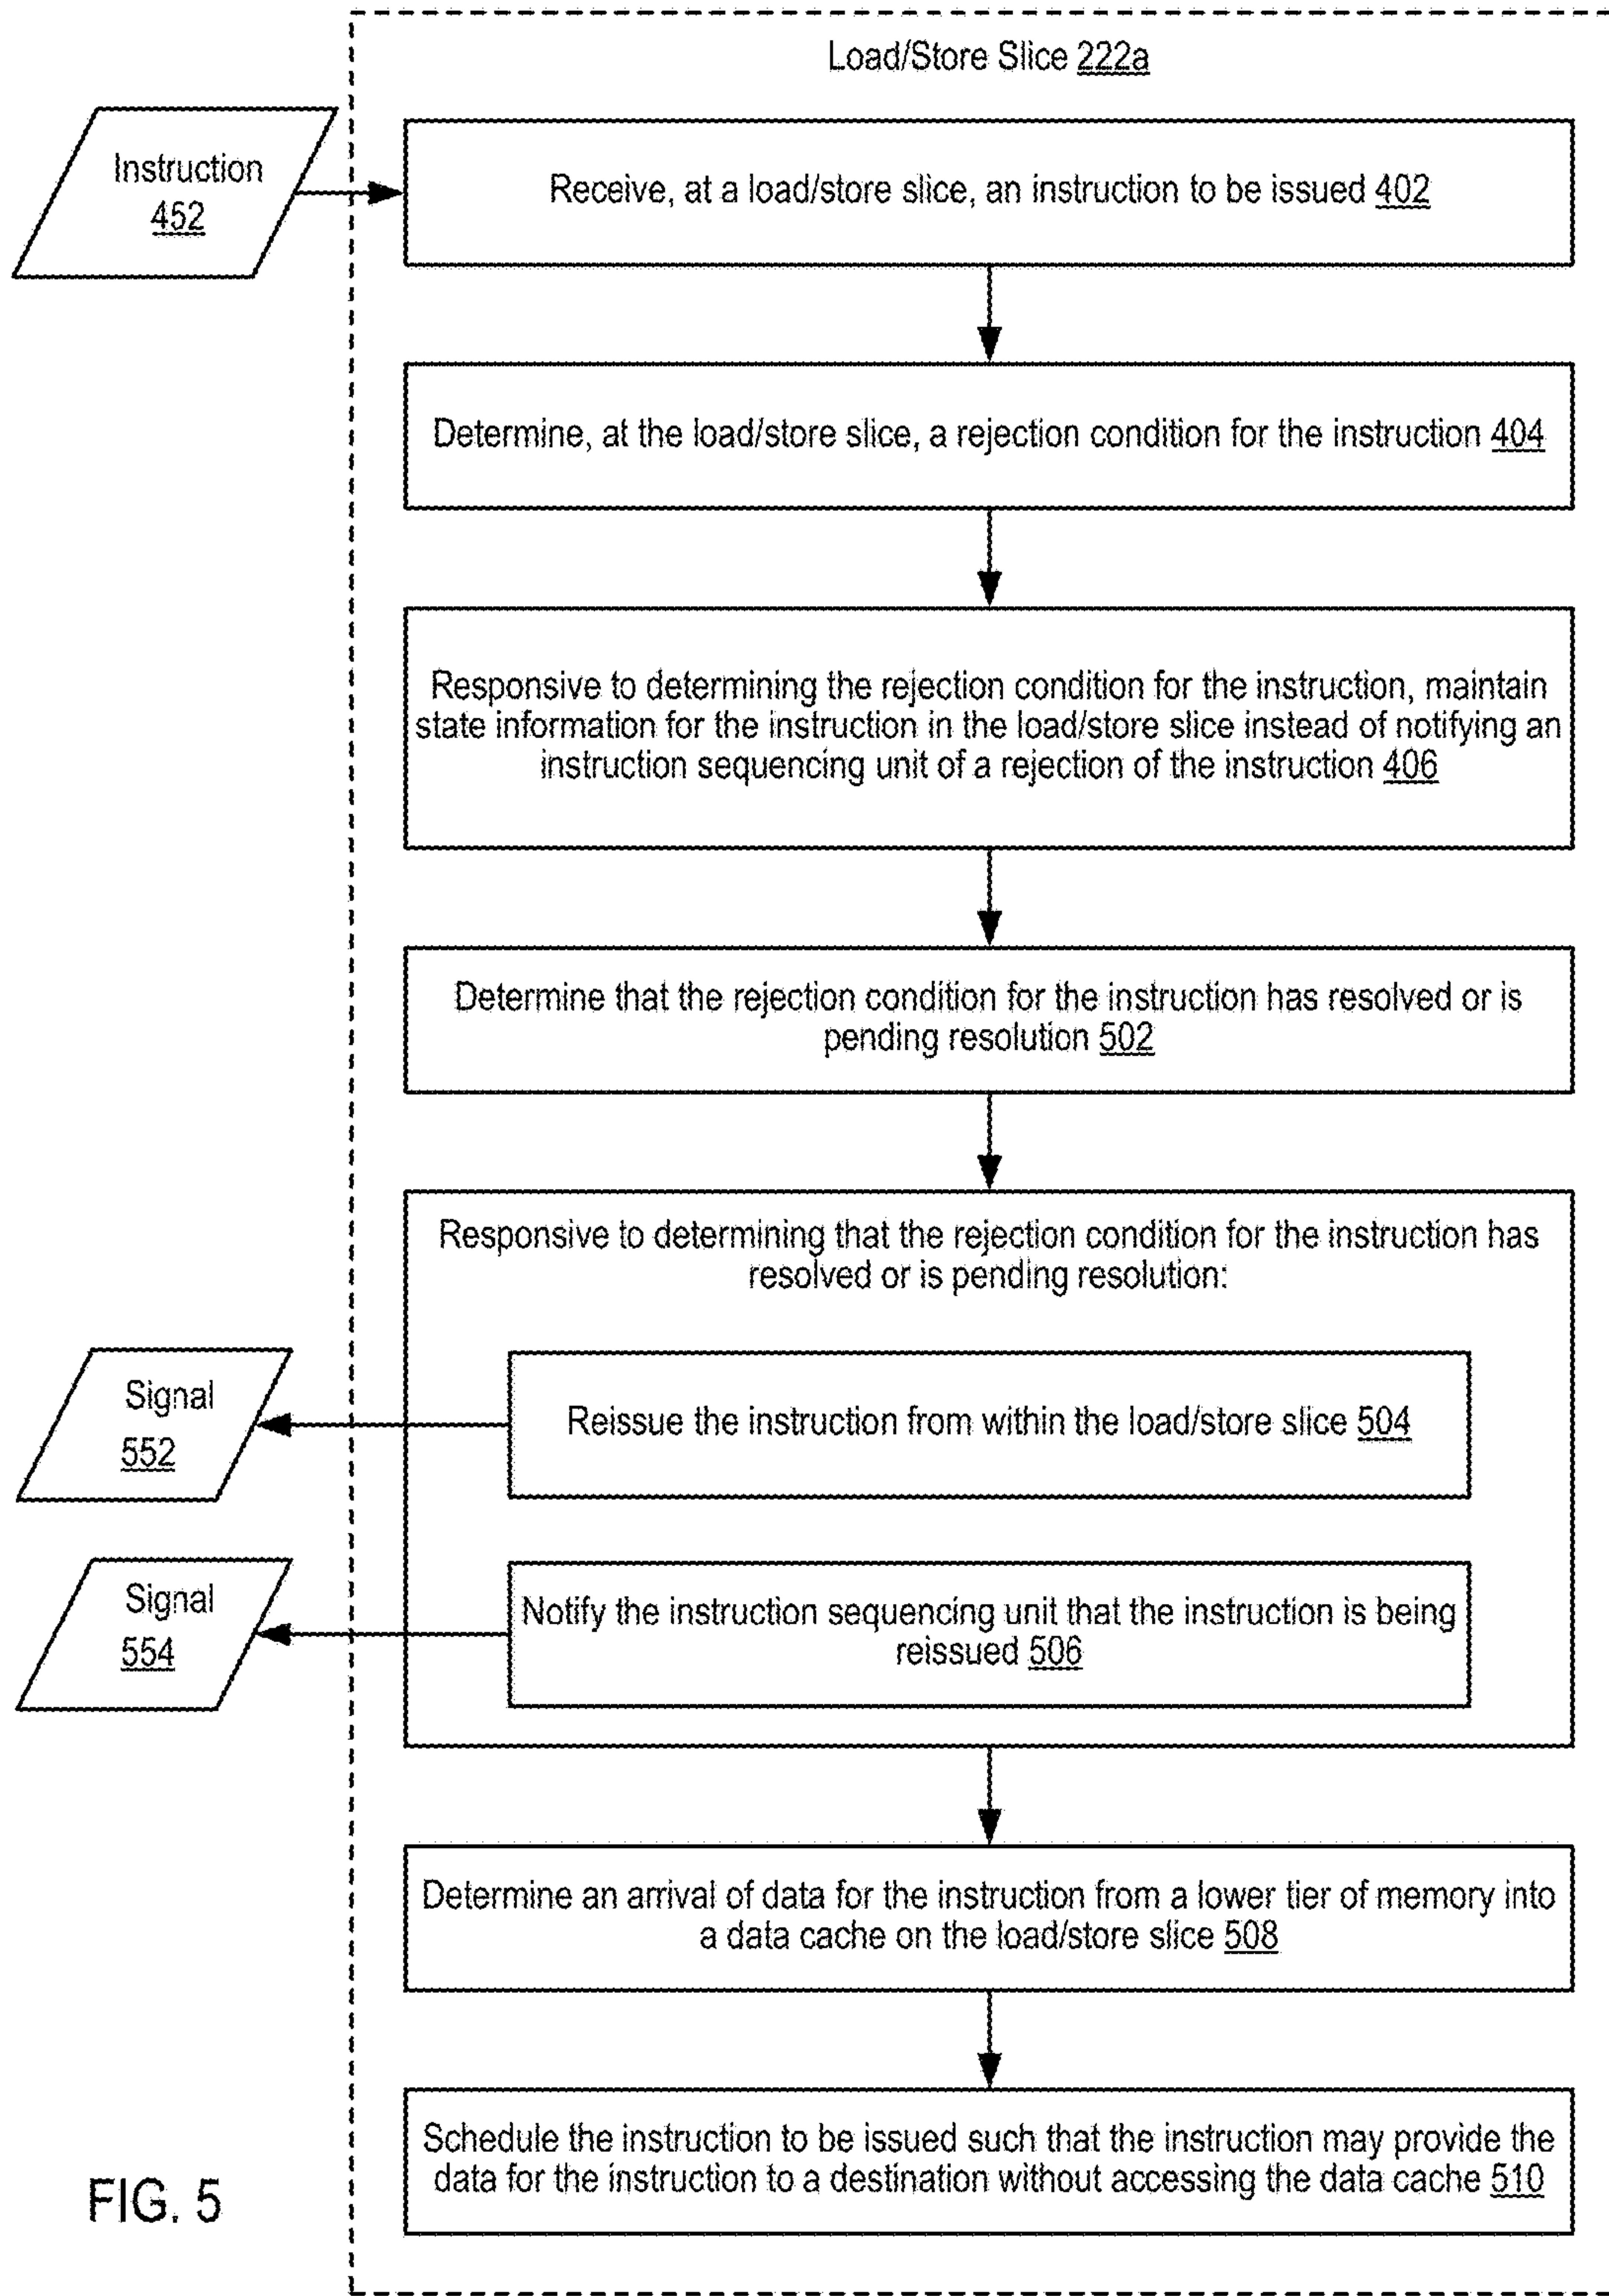 Load/Store Slice 222a
Instruction
452
Receive, at a load/store slice, an instruction to be issued 402
Determine, at the load/store slice, a rejection condition for the instruction 404
Responsive to determining the rejection condition for the instruction, maintain
state information for the instruction in the load/store slice instead of notifying an
instruction sequencing unit of a rejection of the instruction 406
Determine that the rejection condition for the instruction has resolved or is
pending resolution 502
Responsive to determining that the rejection condition for the instruction has
resolved or is pending resolution:
Signal
552
Reissue the instruction from within the load/store slice 504
Signal
554
Notify the instruction sequencing unit that the instruction is being
reissued 506
Determine an arrival of data for the instruction from a lower tier of memory into
a data cache on the load/store slice 508
Schedule the instruction to be issued such that the instruction may provide the
data for the instruction to a destination without accessing the data cache 510
FIG. 5